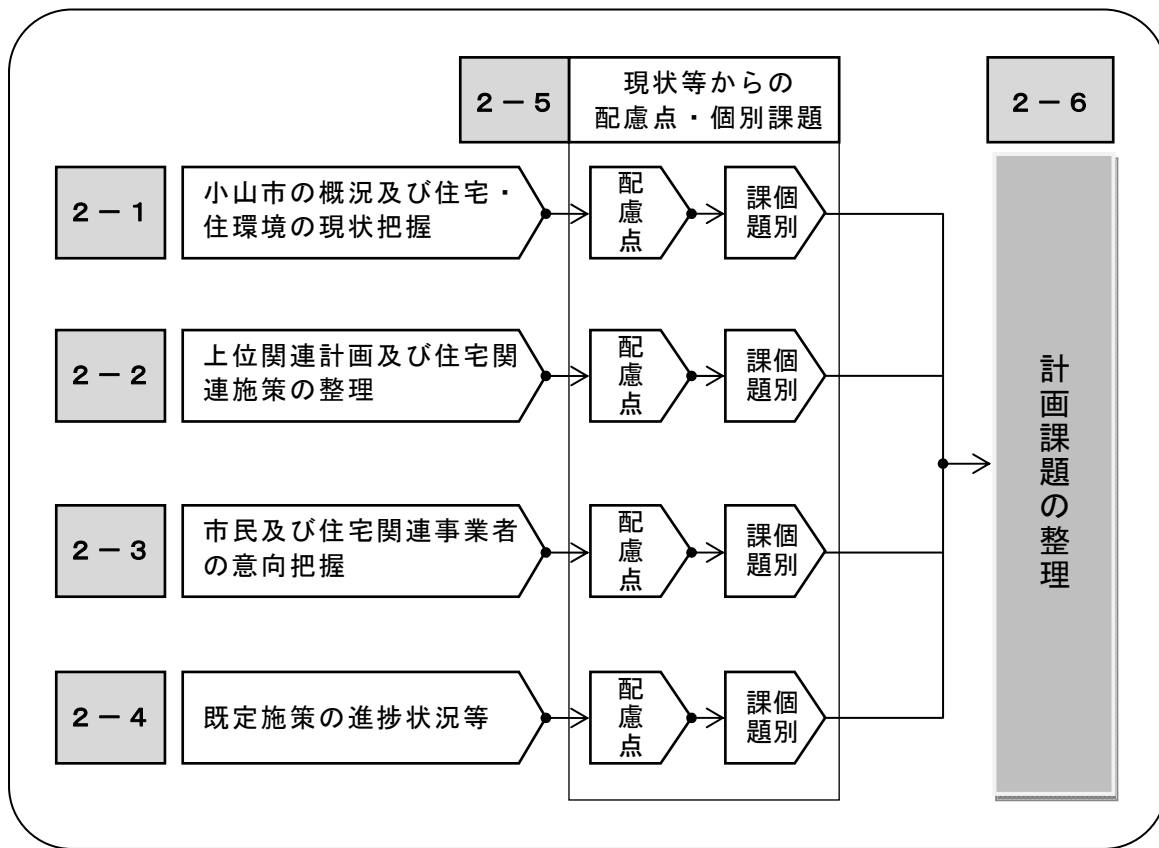 2-5
現状等からの
配慮点・個別課題
2-6
2-1
小山市の概況及び住宅・
住環境の現状把握
配慮点
個別
課題
2-2
上位関連計画及び住宅関
連施策の整理
配慮点
個別
課題
2-3
市民及び住宅関連事業者
の意向把握
配慮点
個別
課題
2-4
既定施策の進捗状況等
配慮点
個別
課題
計画課題の整理